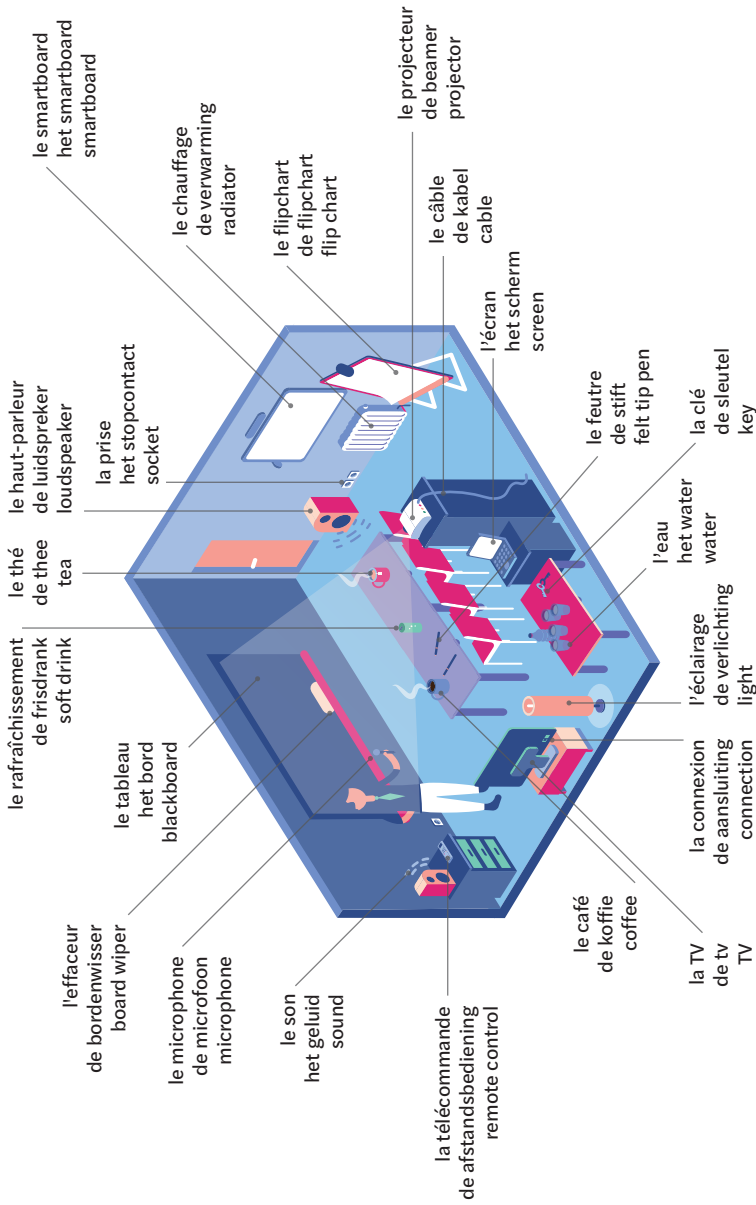 l'effaceur
de bordenwisser
board wiper
le rafraîchissement
de frisdrank
soft drink
le thé
de thee
tea
le haut-parleur
de luidspreker
loudspeaker
le smartboard
het smartboard
smartboard
le tableau
het bord
blackboard
la prise
het stopcontact
socket
le chauffage
de verwarming
radiator
le microphone
de microfoon
microphone
le flipchart
de flipchart
flip chart
le son
het geluid
sound
le projecteur
de beamer
projector
la télécommande
de afstandsbediening
remote control
le câble
de kabel
cable
l'écran
het scherm
screen
le café
de koffie
coffee
le feutre
de stift
felt tip pen
la TV
de tv
TV
la connexion
de aansluiting
connection
l'éclairage
de verlichting
light
l'eau
het water
water
la clé
de sleutel
key